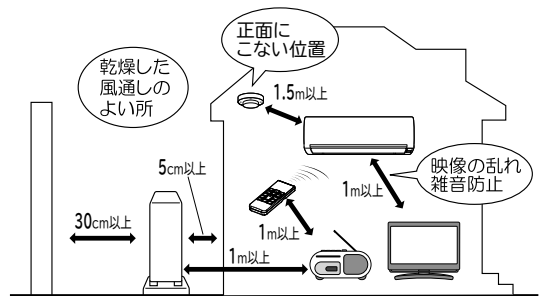 正面に
こない位置
乾燥した
風通しの
よい所
1.5m以上
5cm以上
映像の乱れ
雑音防止
1m以上
30cm以上
1m以上
1m以上